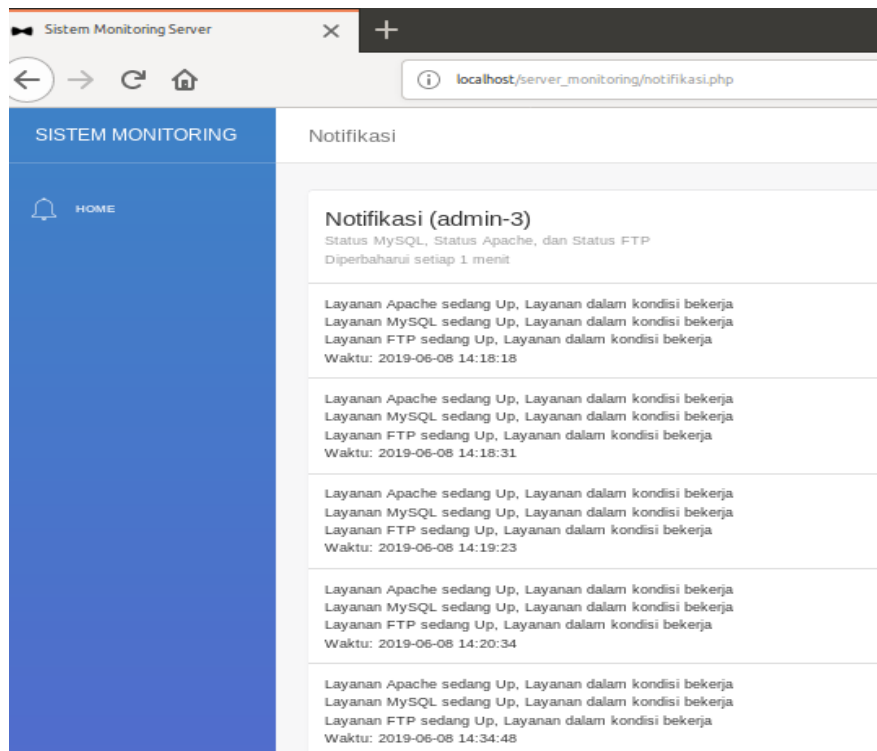 Sistem Monitoring Server
localhost/server_monitoring/notifikasi.php
SISTEM MONITORING
Notifikasi
HOME
Notifikasi (admin-3)
Status MySQL, Status Apache, dan Status FTP
Diperbaharui setiap 1 menit
Layanan Apache sedang Up, Layanan dalam kondisi bekerja
Layanan MySQL sedang Up, Layanan dalam kondisi bekerja
Layanan FTP sedang Up, Layanan dalam kondisi bekerja
Waktu: 2019-06-08 14:18:18
Layanan Apache sedang Up, Layanan dalam kondisi bekerja
Layanan MySQL sedang Up, Layanan dalam kondisi bekerja
Layanan FTP sedang Up, Layanan dalam kondisi bekerja
Waktu: 2019-06-08 14:18:31
Layanan Apache sedang Up, Layanan dalam kondisi bekerja
Layanan MySQL sedang Up, Layanan dalam kondisi bekerja
Layanan FTP sedang Up, Layanan dalam kondisi bekerja
Waktu: 2019-06-08 14:19:23
Layanan Apache sedang Up, Layanan dalam kondisi bekerja
Layanan MySQL sedang Up, Layanan dalam kondisi bekerja
Layanan FTP sedang Up, Layanan dalam kondisi bekerja
Waktu: 2019-06-08 14:20:34
Layanan Apache sedang Up, Layanan dalam kondisi bekerja
Layanan MySQL sedang Up, Layanan dalam kondisi bekerja
Layanan FTP sedang Up, Layanan dalam kondisi bekerja
Waktu: 2019-06-08 14:34:48